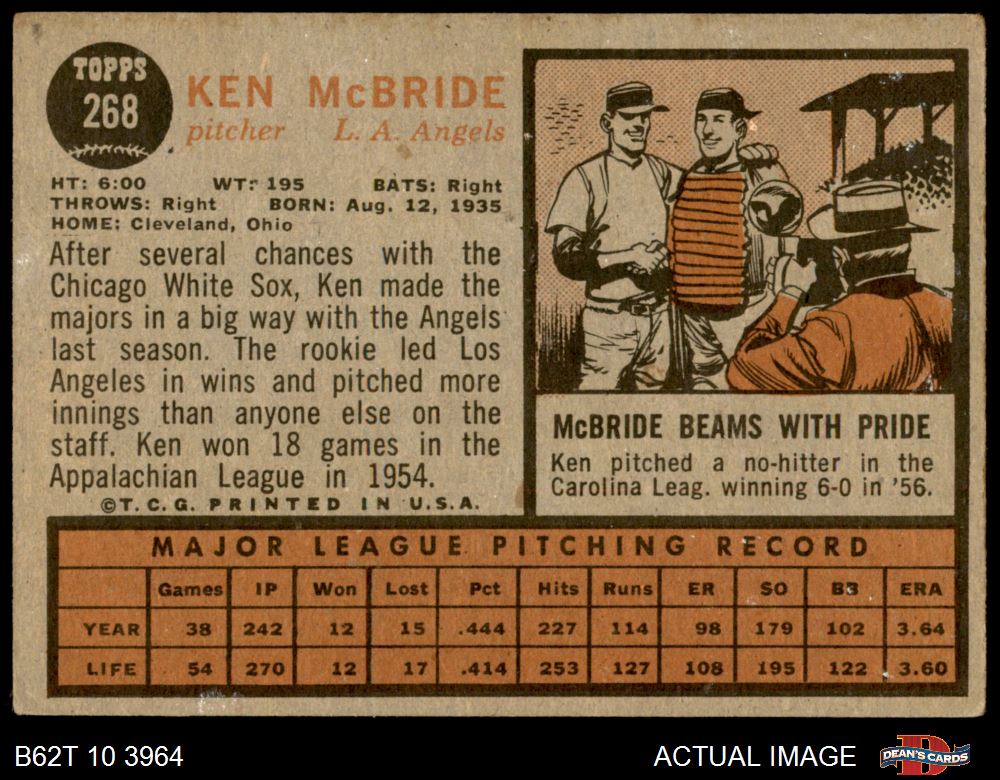 TOPPS
268
KEN McBRIDE
pitcher L. A. Angels
HT: 6:00 WT: 195 BATS: Right
THROWS: Right BORN: Aug. 12, 1935
HOME: Cleveland, Ohio
After several chances with the
Chicago White Sox, Ken made the
majors in a big way with the Angels
last season. The rookie led Los
Angeles in wins and pitched more
innings than anyone else on the
staff. Ken won 18 games in the
Appalachian League in 1954.
©T.C.G. PRINTED IN U.S.A.
McBRIDE BEAMS WITH PRIDE
Ken pitched a no-hitter in the
Carolina Leag. winning 6-0 in '56.
MAJOR LEAGUE PITCHING RECORD
Games IP Won Lost Pct Hits Runs ER SO BB ERA
YEAR 38 242 12 15 .444 227 114 98 179 102 3.64
LIFE 54 270 12 17 .414 253 127 108 195 122 3.60
B62T 10 3964 ACTUAL IMAGE DEAN'S CARDS